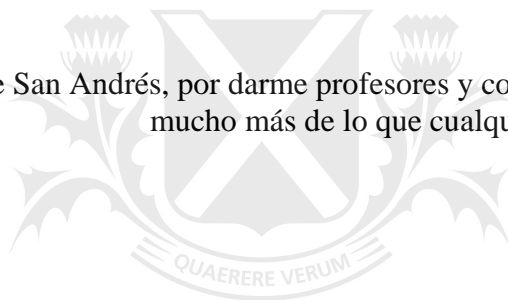 e San Andrés, por darme profesores y co
mucho más de lo que cualqu
QUAERERE VERUM